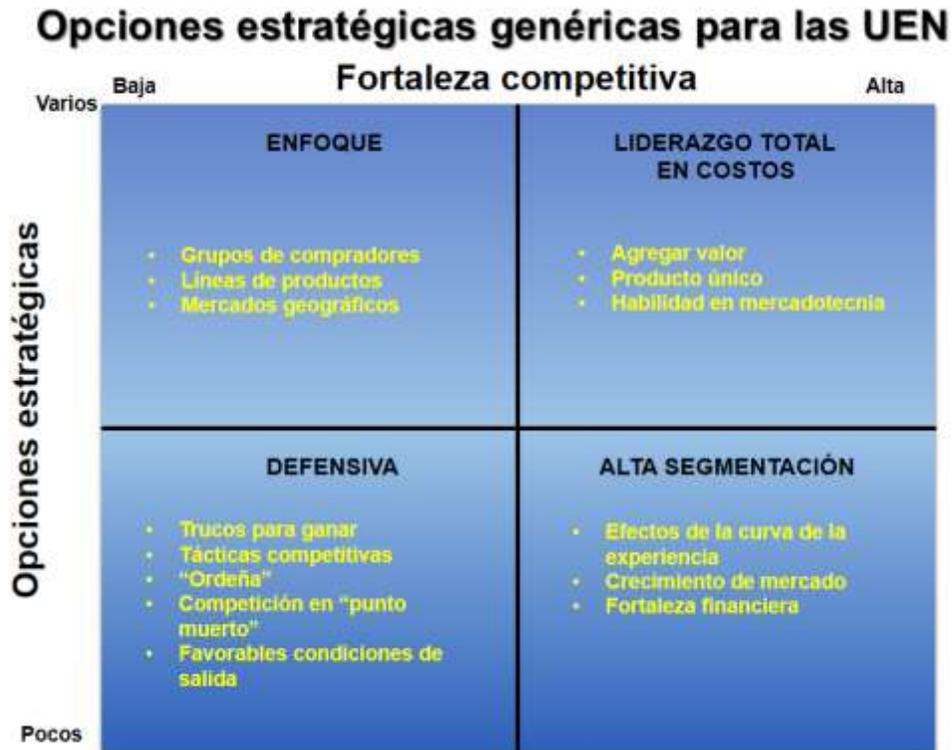 Opciones estratégicas genéricas para las UEN
Fortaleza competitiva
Baja
Alta
Varios
Opciones estratégicas
Pocos
ENFOQUE
• Grupos de compradores
• Líneas de productos
• Mercados geográficos
LIDERAZGO TOTAL
EN COSTOS
• Agregar valor
• Producto único
• Habilidad en mercadotecnia
DEFENSIVA
• Trucos para ganar
• Tácticas competitivas
• “Ordeña”
• Competición en “punto
muerto”
• Favorables condiciones de
salida
ALTA SEGMENTACIÓN
• Efectos de la curva de la
experiencia
• Crecimiento de mercado
• Fortaleza financiera